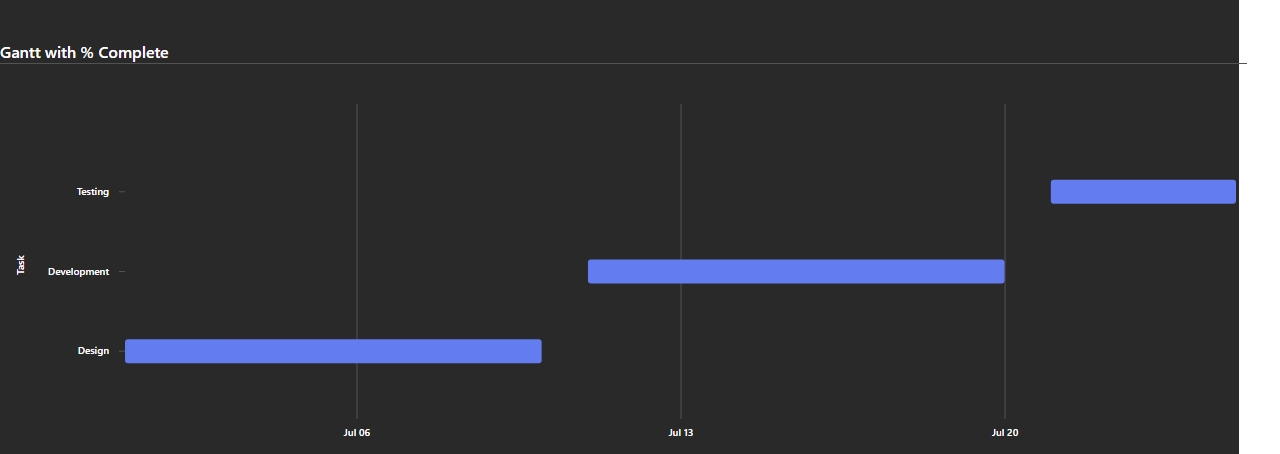 Gantt with % Complete
Testing
Task
Development
Design
Jul 06
Jul 13
Jul 20